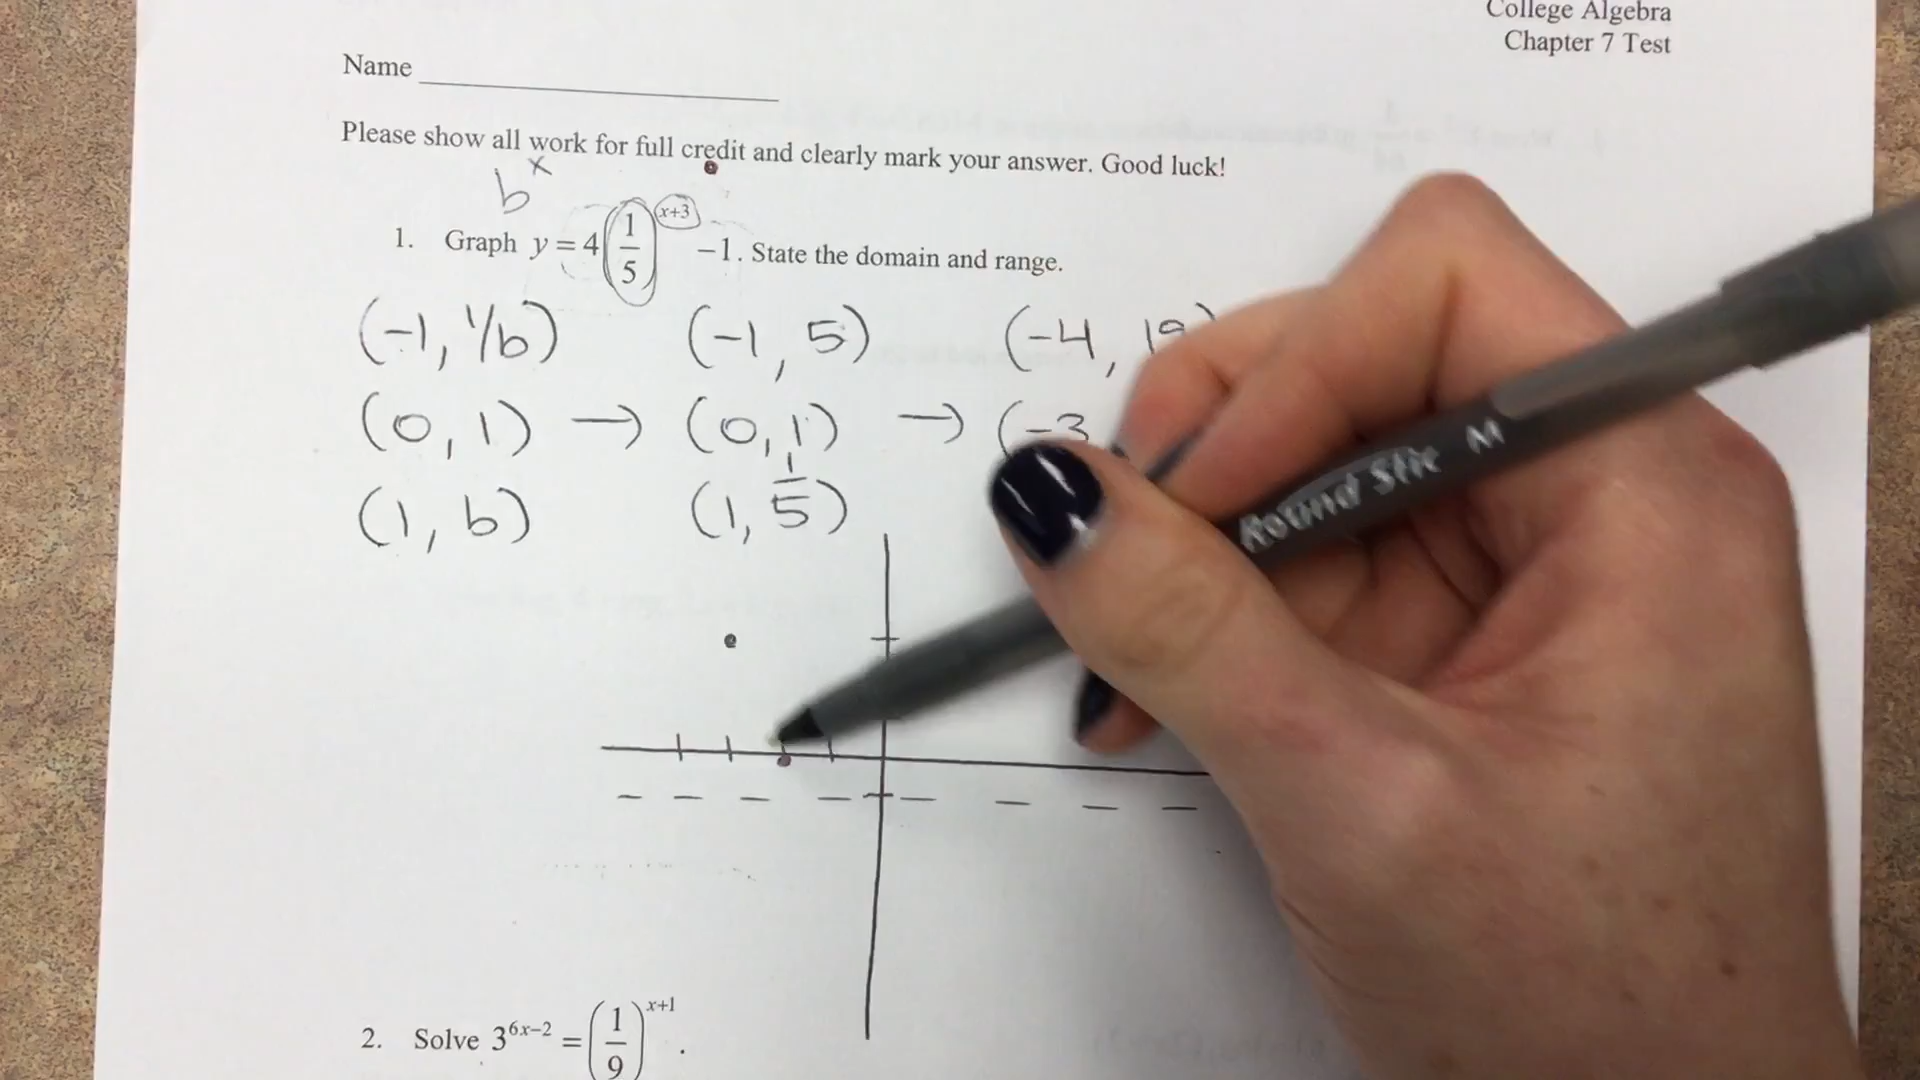 College Algebra
Chapter 7 Test
Name
Please show all work for full credit and clearly mark your answer. Good luck!
b^x
1. Graph y = 4(1/5)^(x+3) −1. State the domain and range.
(-1, 1/b) (-1, 5) (-4, 19)
(0, 1) → (0, 1) → (-3
(1, b) (1, 1/5)
Round Stic M
2. Solve 3^(6x−2) = (1/9)^(x+1).